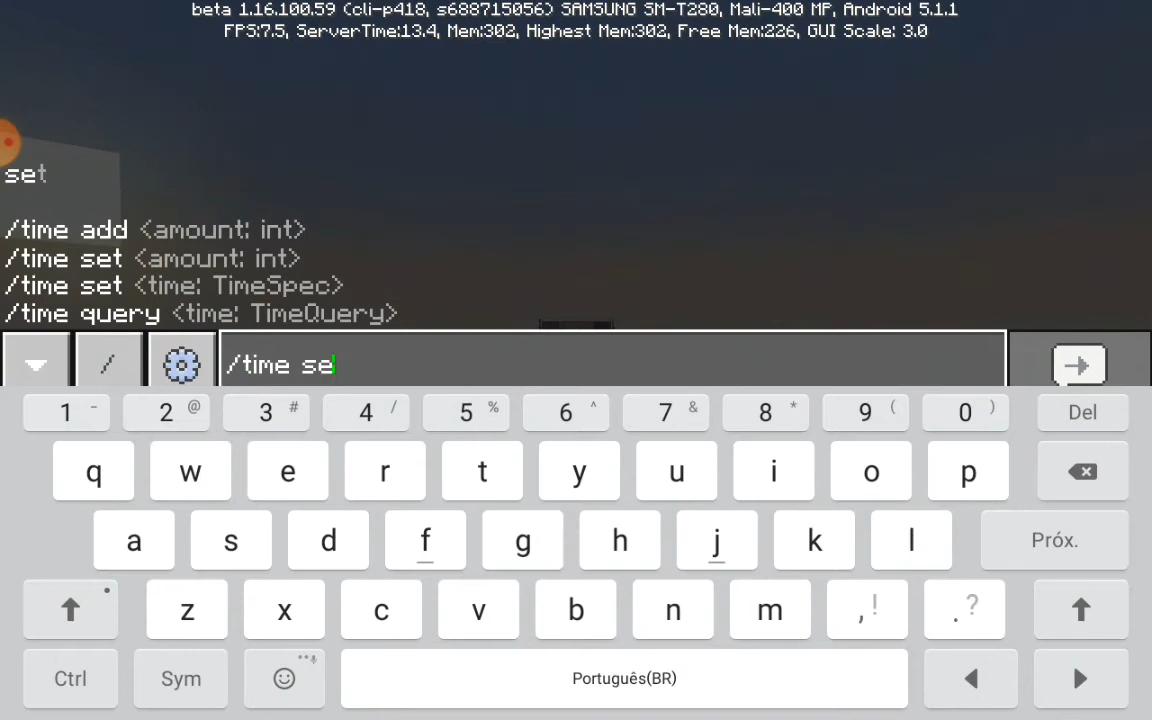 beta 1.16.100.59 (cli-p418, s688715056) SAMSUNG SM-T280, Mali-400 MP, Android 5.1.1
FPS:7.5, ServerTime:13.4, Mem:302, Highest Mem:302, Free Mem:226, GUI Scale: 3.0
set
/time add <amount: int>
/time set <amount: int>
/time set <time: TimeSpec>
/time query <time: TimeQuery>
/ /time se
1 - 2 @ 3 # 4 / 5 % 6 ^ 7 & 8 * 9 ( 0 ) Del
q w e r t y u i o p
a s d f g h j k l Próx.
z x c v b n m , ! . ?
Ctrl Sym Português(BR)